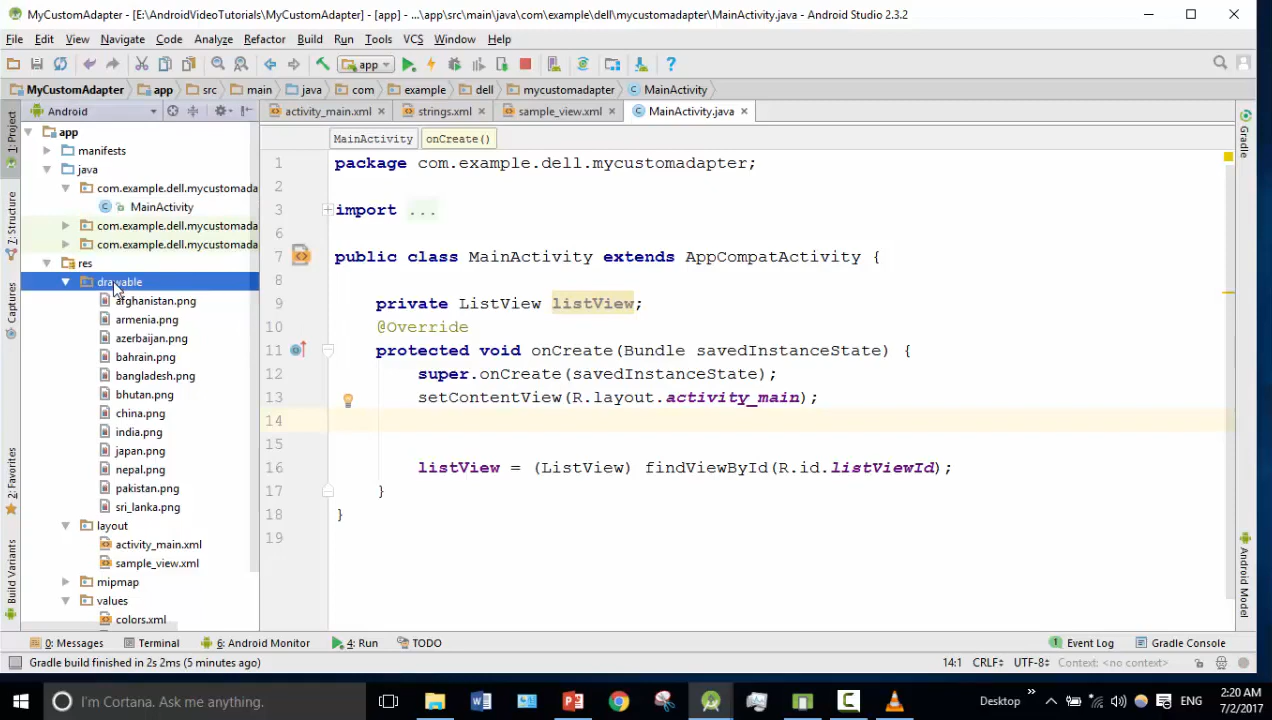 MyCustomAdapter - [E:\AndroidVideoTutorials\MyCustomAdapter] - [app] - ...\app\src\main\java\com\example\dell\mycustomadapter\MainActivity.java - Android Studio 2.3.2
File Edit View Navigate Code Analyze Refactor Build Run Tools VCS Window Help
app
MyCustomAdapter app src main java com example dell mycustomadapter MainActivity
Android activity_main.xml strings.xml sample_view.xml MainActivity.java
MainActivity onCreate()
1: Project
Z: Structure
Captures
2: Favorites
Build Variants
app
manifests
java
com.example.dell.mycustomada
MainActivity
com.example.dell.mycustomada
com.example.dell.mycustomada
res
drawable
afghanistan.png
armenia.png
azerbaijan.png
bahrain.png
bangladesh.png
bhutan.png
china.png
india.png
japan.png
nepal.png
pakistan.png
sri_lanka.png
layout
activity_main.xml
sample_view.xml
mipmap
values
colors.xml
1 package com.example.dell.mycustomadapter;
2
3 import ...
6
7 public class MainActivity extends AppCompatActivity {
8
9 private ListView listView;
10 @Override
11 protected void onCreate(Bundle savedInstanceState) {
12 super.onCreate(savedInstanceState);
13 setContentView(R.layout.activity_main);
14
15
16 listView = (ListView) findViewById(R.id.listViewId);
17 }
18 }
19
Gradle
Android Model
0: Messages Terminal 6: Android Monitor 4: Run TODO 1 Event Log Gradle Console
Gradle build finished in 2s 2ms (5 minutes ago) 14:1 CRLF UTF-8 Context: <no context>
I'm Cortana. Ask me anything. Desktop ENG 2:20 AM
7/2/2017